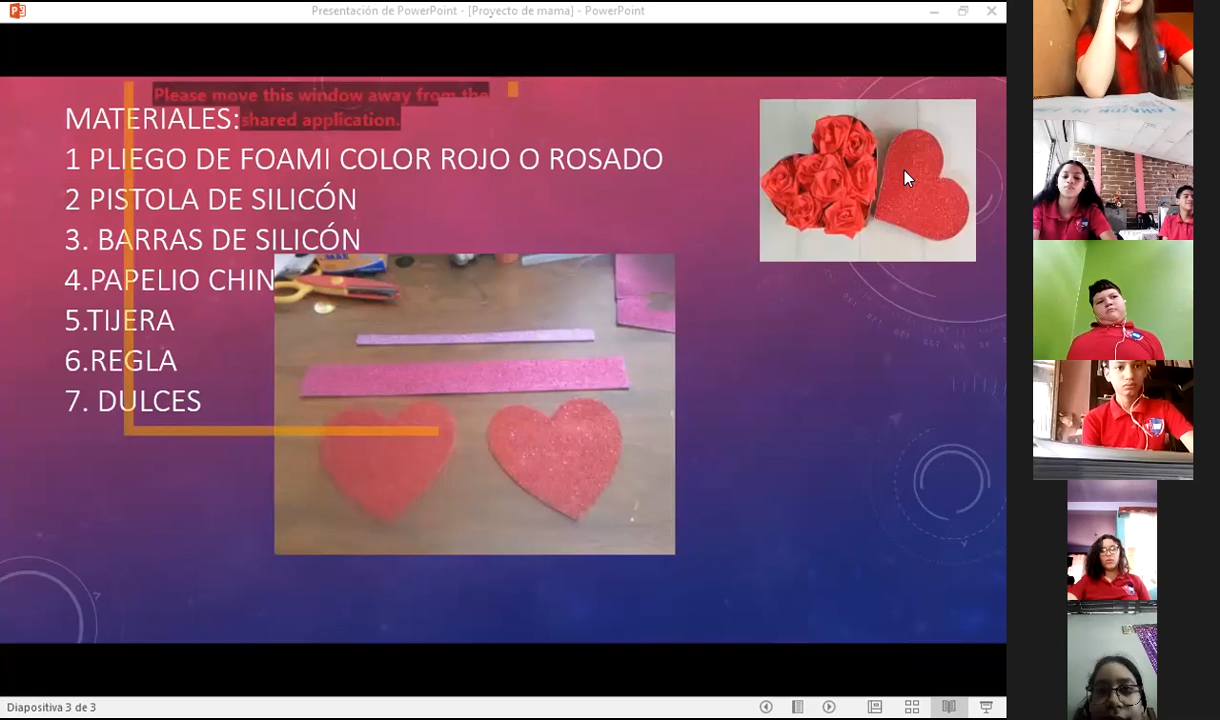 Presentación de PowerPoint - [Proyecto de mama] - PowerPoint
Please move this window away from the
shared application.
MATERIALES:
1 PLIEGO DE FOAMI COLOR ROJO O ROSADO
2 PISTOLA DE SILICÓN
3. BARRAS DE SILICÓN
4.PAPELIO CHIN
5.TIJERA
6.REGLA
7. DULCES
Diapositiva 3 de 3